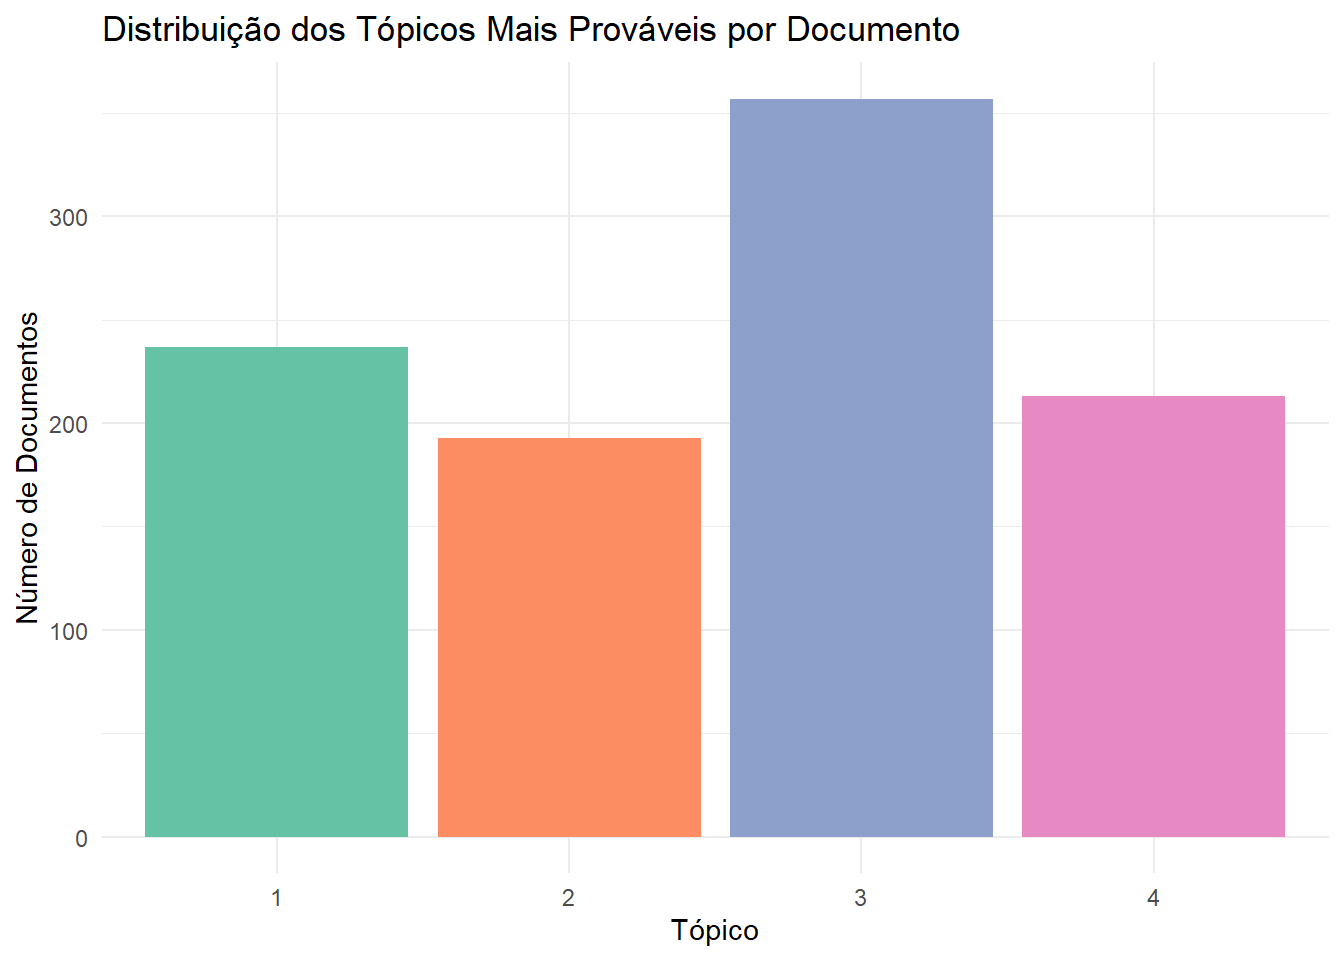 Distribuição dos Tópicos Mais Prováveis por Documento
Número de Documentos
300
200
100
0
1 2 3 4
Tópico